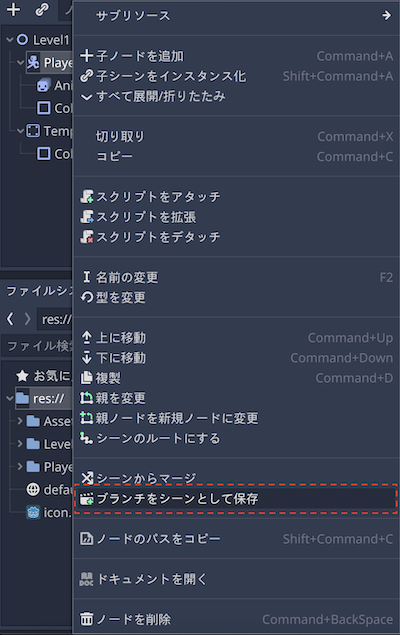 サブリソース
Level1
子ノードを追加 Command+A
Playe
子シーンをインスタンス化 Shift+Command+A
Ani
すべて展開/折りたたみ
Col
Temp
切り取り Command+X
Col
コピー Command+C
スクリプトをアタッチ
スクリプトを拡張
スクリプトをデタッチ
名前の変更 F2
ファイルシス
型を変更
res://
上に移動 Command+Up
ファイル検索
下に移動 Command+Down
お気に
複製 Command+D
res://
親を変更
Asse
親ノードを新規ノードに変更
Leve
シーンのルートにする
Playe
シーンからマージ
defau
ブランチをシーンとして保存
icon.
ノードのパスをコピー Shift+Command+C
ドキュメントを開く
ノードを削除 Command+BackSpace